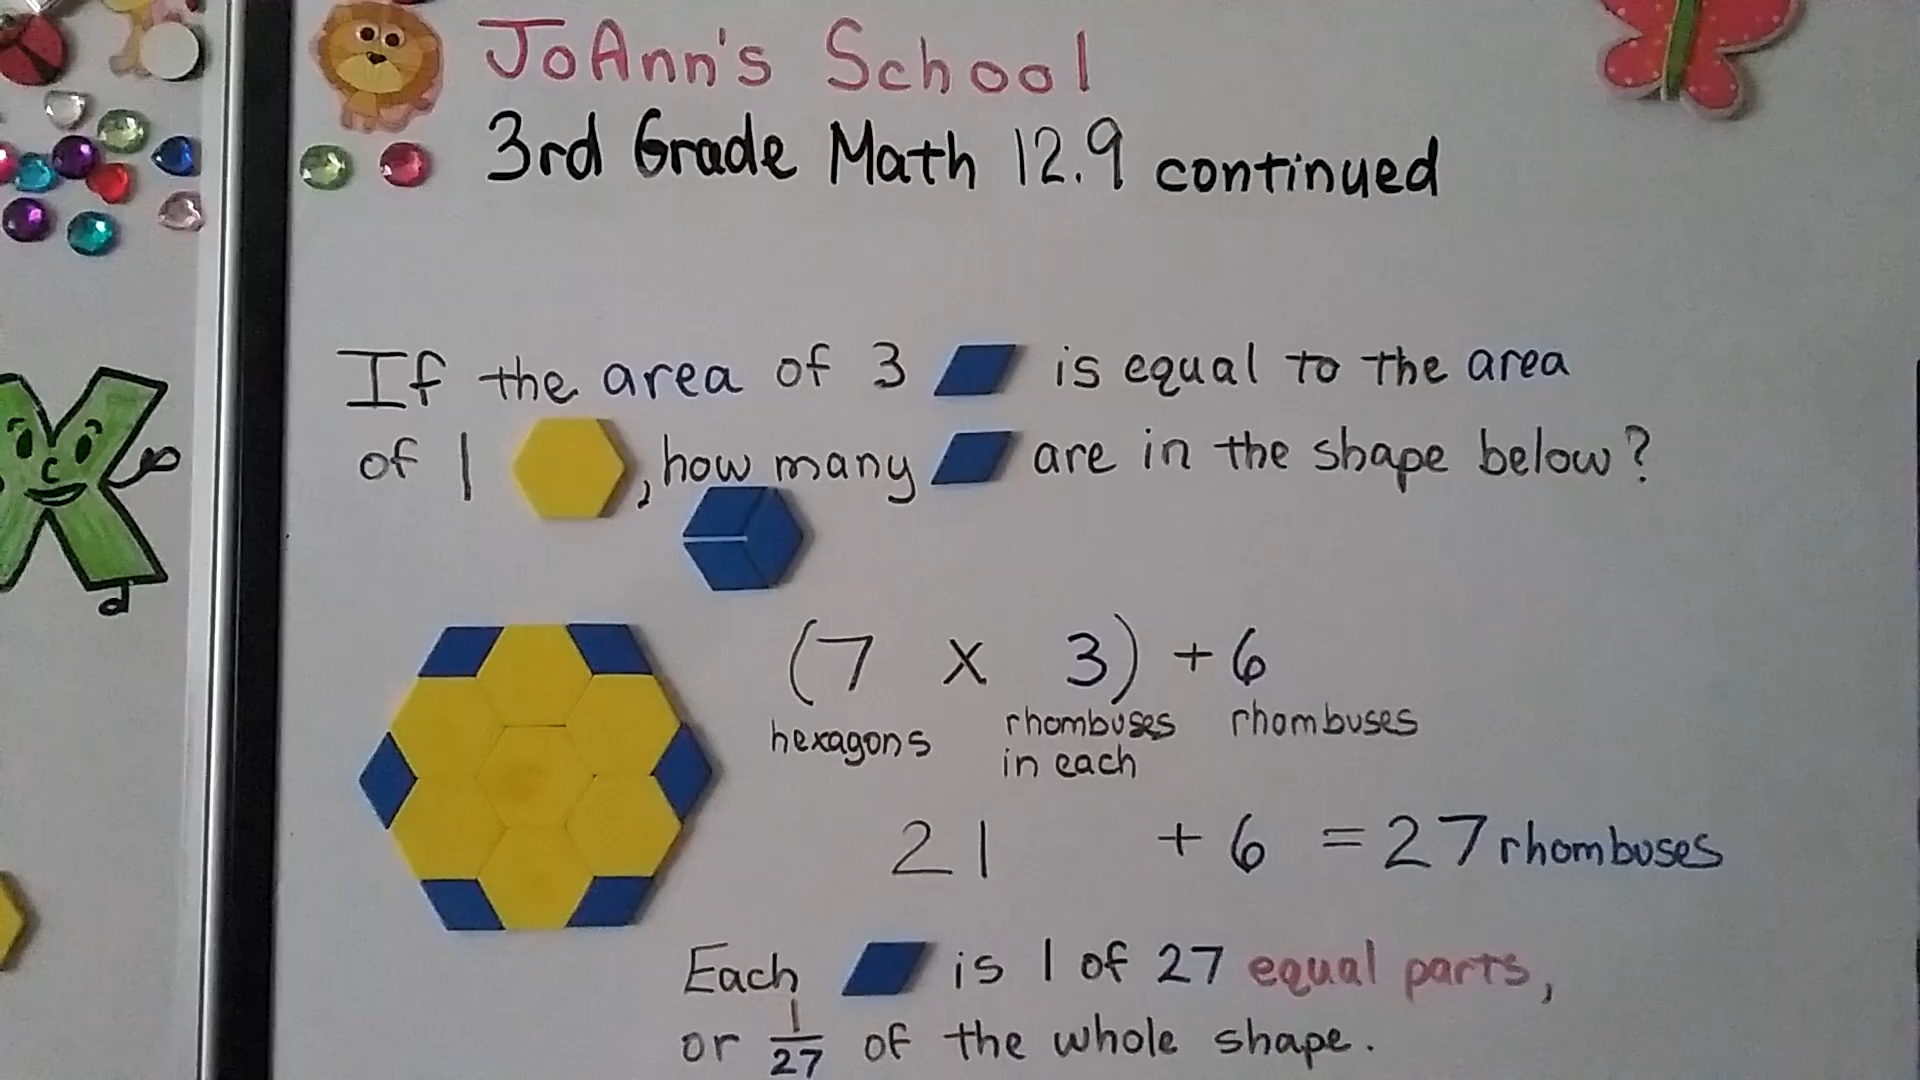 JoAnn's School
3rd Grade Math 12.9 continued
If the area of 3 is equal to the area
of 1 , how many are in the shape below?
(7 x 3) + 6
hexagons rhombuses in each rhombuses
21 + 6 = 27 rhombuses
Each is 1 of 27 equal parts,
or 1/27 of the whole shape.